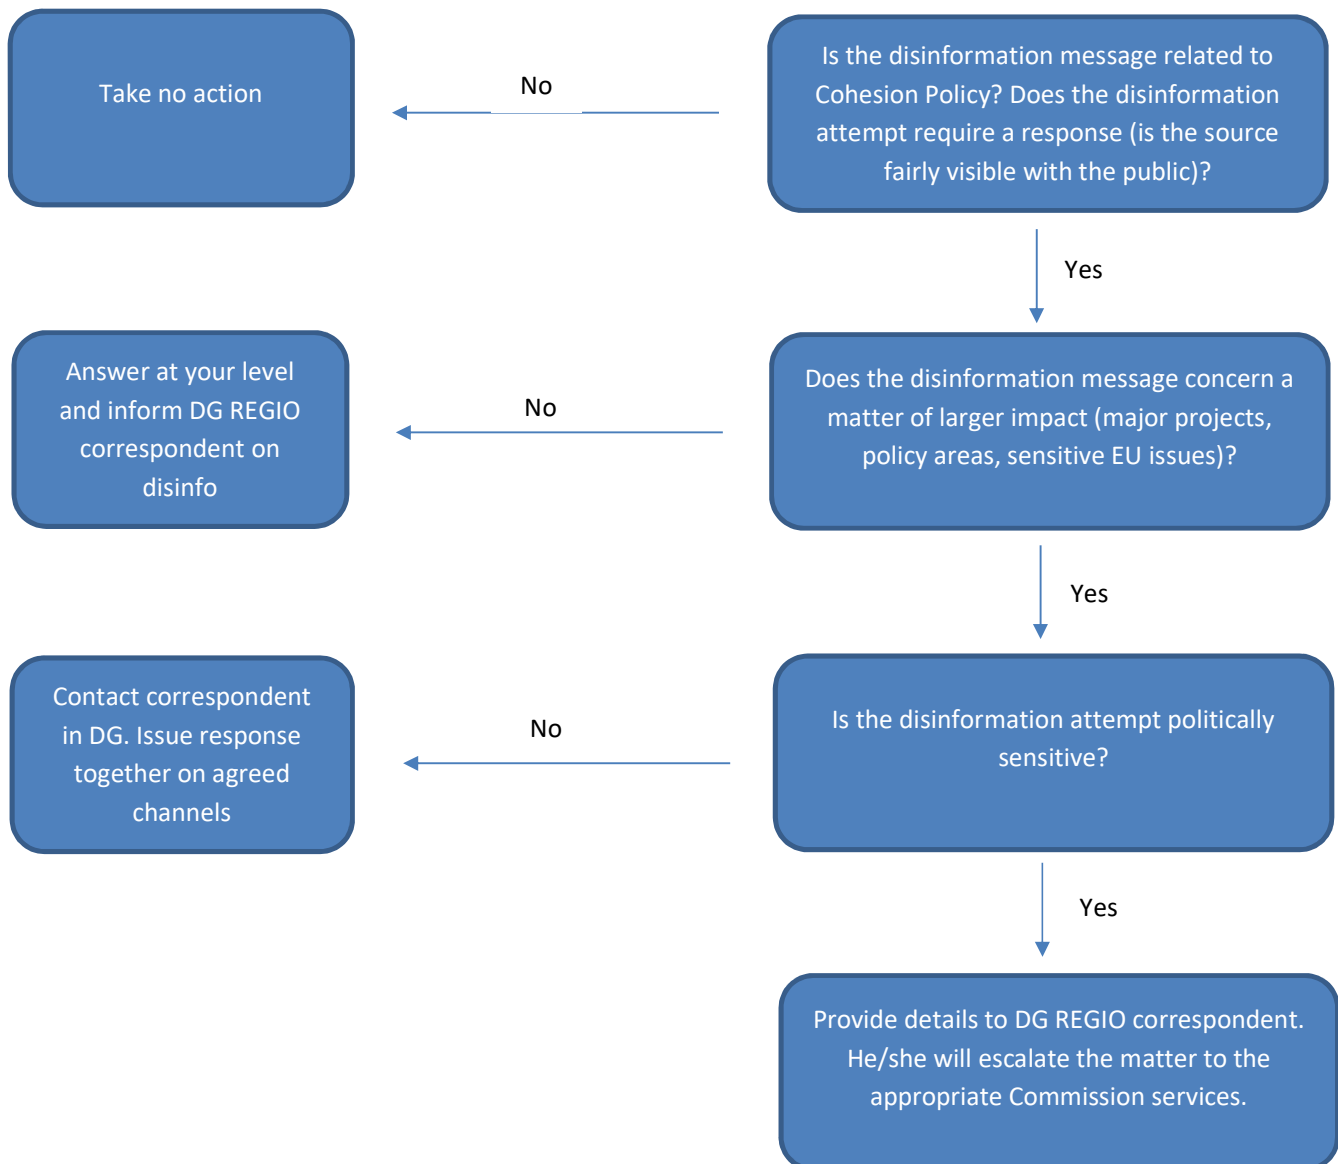 Take no action
No
Is the disinformation message related to
Cohesion Policy? Does the disinformation
attempt require a response (is the source
fairly visible with the public)?
Yes
Answer at your level
and inform DG REGIO
correspondent on
disinfo
No
Does the disinformation message concern a
matter of larger impact (major projects,
policy areas, sensitive EU issues)?
Yes
Contact correspondent
in DG. Issue response
together on agreed
channels
No
Is the disinformation attempt politically
sensitive?
Yes
Provide details to DG REGIO correspondent.
He/she will escalate the matter to the
appropriate Commission services.